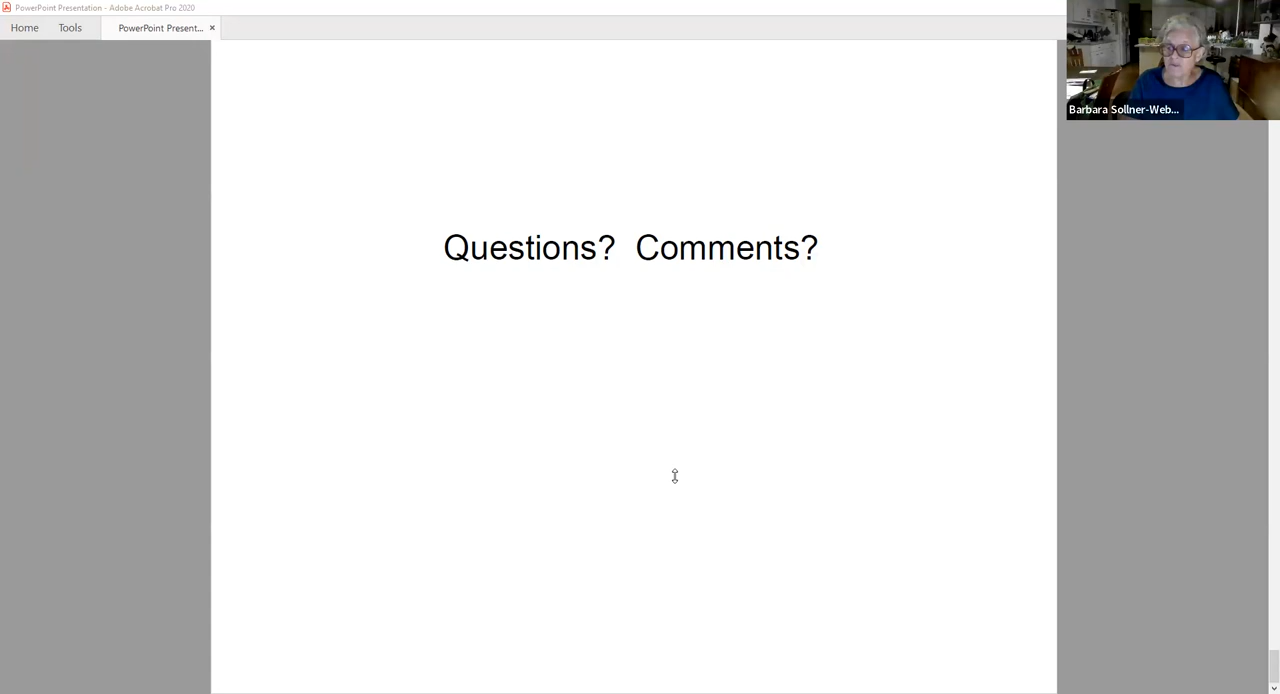 PowerPoint Presentation - Adobe Acrobat Pro 2020
Home Tools PowerPoint Present... ×
Barbara Sollner-Web...
Questions? Comments?